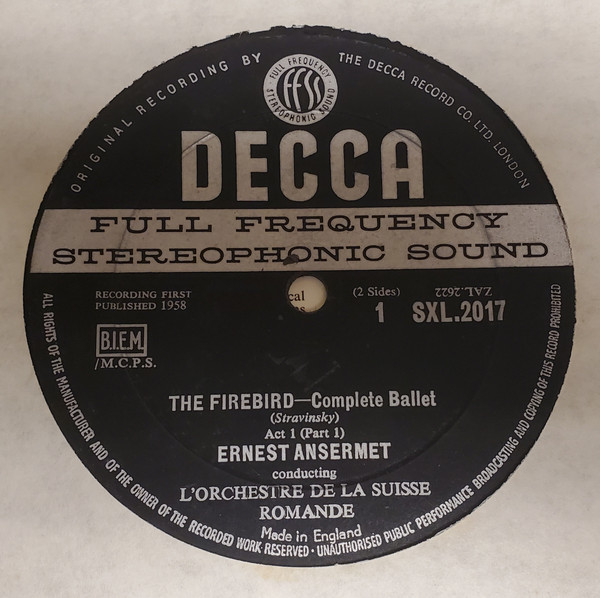 ORIGINAL RECORDING BY THE DECCA RECORD CO. LTD. LONDON
FULL FREQUENCY
ffss
STEREOPHONIC SOUND
DECCA
FULL FREQUENCY
STEREOPHONIC SOUND
RECORDING FIRST
PUBLISHED 1958
cal
(2 Sides)
ZAL.2622
1 SXL.2017
B.I.E.M.
/M.C.P.S.
THE FIREBIRD—Complete Ballet
(Stravinsky)
Act 1 (Part 1)
ERNEST ANSERMET
conducting
L'ORCHESTRE DE LA SUISSE
ROMANDE
Made in England
ALL RIGHTS OF THE MANUFACTURER AND OF THE OWNER OF THE RECORDED WORK RESERVED · UNAUTHORISED PUBLIC PERFORMANCE BROADCASTING AND COPYING OF THIS RECORD PROHIBITED